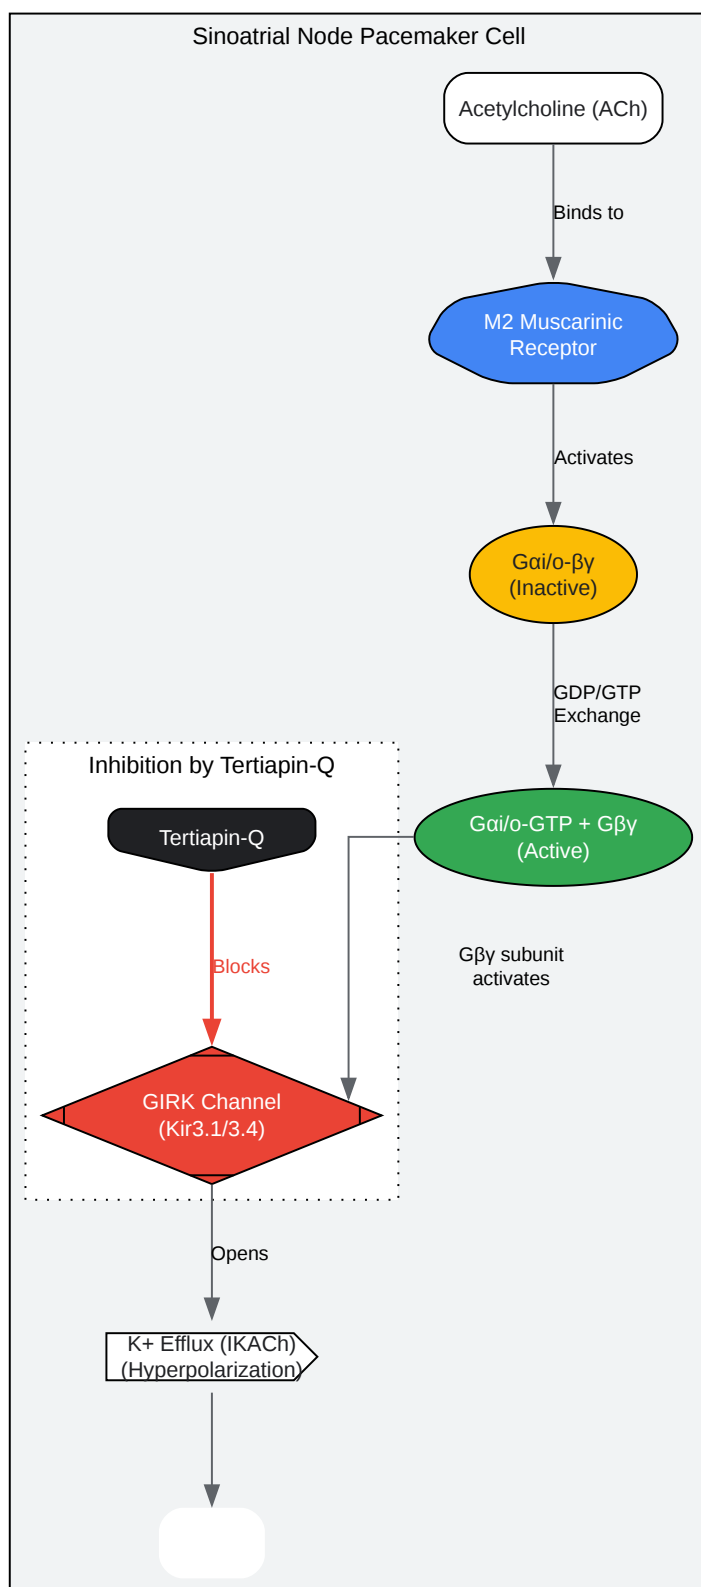 Sinoatrial Node Pacemaker Cell
Acetylcholine (ACh)
Binds to
M2 Muscarinic
Receptor
Activates
Gαi/o-βγ
(Inactive)
GDP/GTP
Exchange
Inhibition by Tertiapin-Q
Tertiapin-Q
Gαi/o-GTP + Gβγ
(Active)
Blocks
Gβγ subunit
activates
GIRK Channel
(Kir3.1/3.4)
Opens
K+ Efflux (IKACh)
(Hyperpolarization)